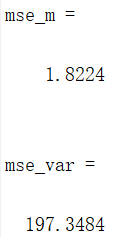 mse_m =
1.8224
mse_var =
197.3484